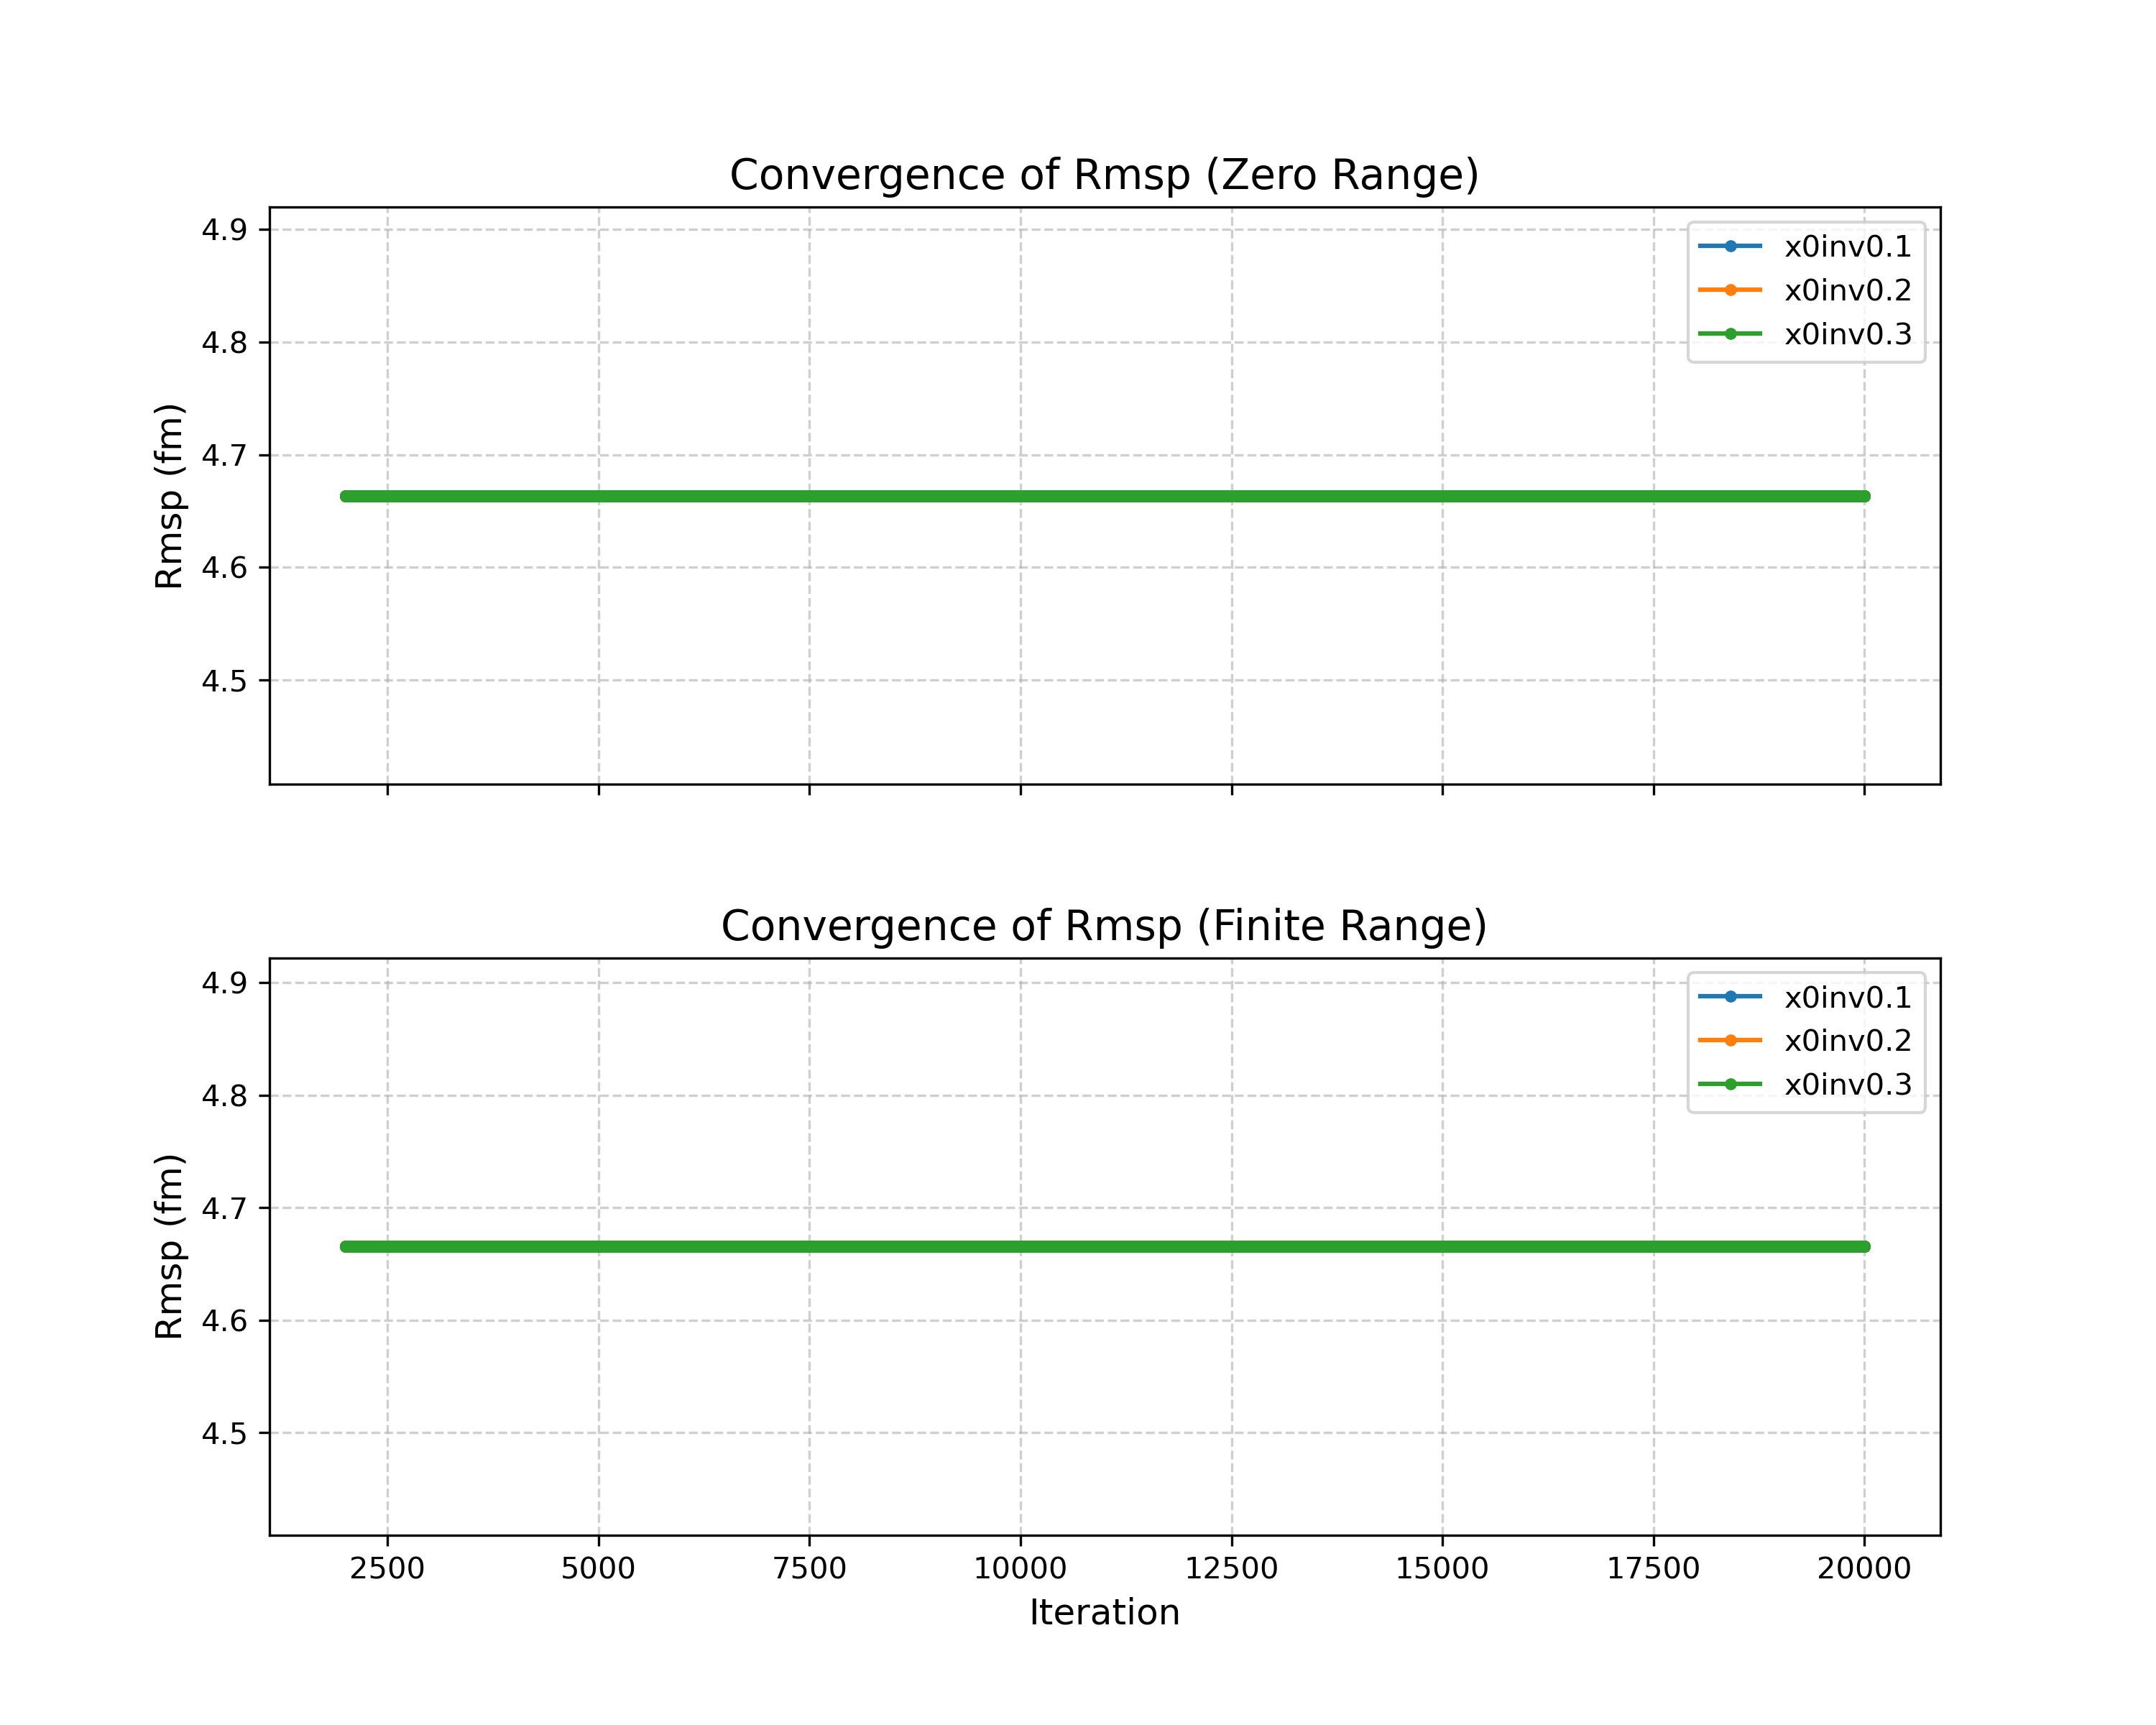 Convergence of Rmsp (Zero Range)
4.9
4.8
4.7
4.6
4.5
Rmsp (fm)
x0inv0.1
x0inv0.2
x0inv0.3
Convergence of Rmsp (Finite Range)
4.9
4.8
4.7
4.6
4.5
Rmsp (fm)
x0inv0.1
x0inv0.2
x0inv0.3
2500 5000 7500 10000 12500 15000 17500 20000
Iteration